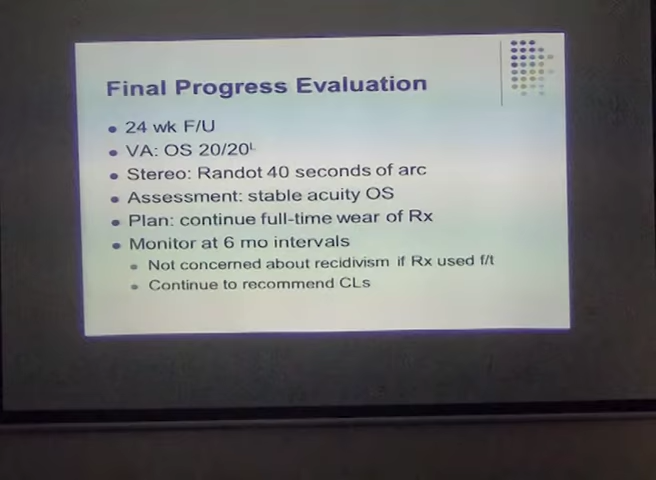 Final Progress Evaluation
24 wk F/U
VA: OS 20/20ᴸ
Stereo: Randot 40 seconds of arc
Assessment: stable acuity OS
Plan: continue full-time wear of Rx
Monitor at 6 mo intervals
Not concerned about recidivism if Rx used f/t
Continue to recommend CLs